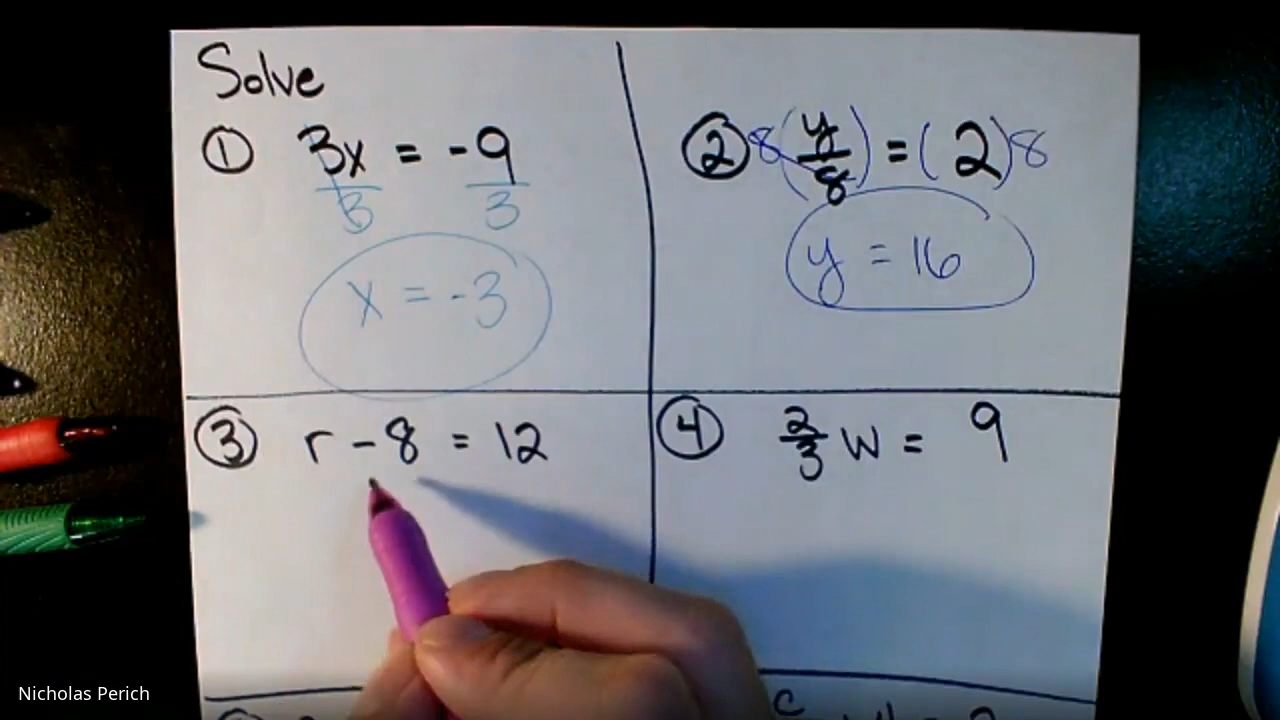 Solve
① 3x = -9
3 3
x = -3
② 8(y/8) = (2)8
y = 16
③ r - 8 = 12
④ 2/3 w = 9
Nicholas Perich